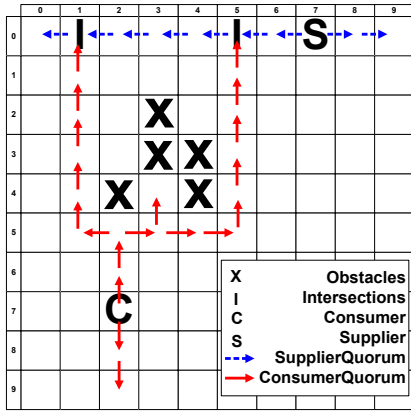 0 1 2 3 4 5 6 7 8 9
0 I I S
1
2 X
3 X X
4 X X
5
6
7 C
8
9
X Obstacles
I Intersections
C Consumer
S Supplier
SupplierQuorum
ConsumerQuorum